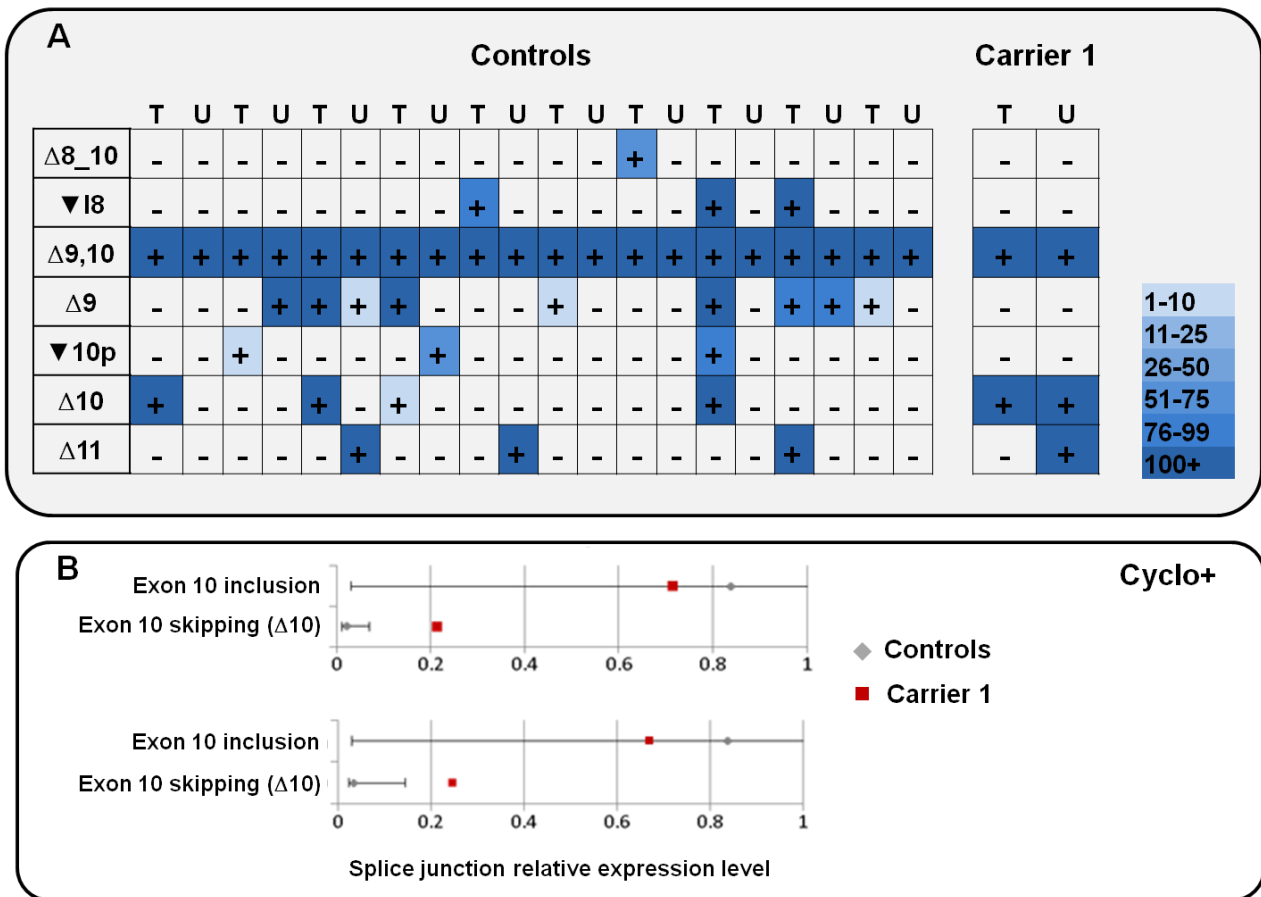 A
Controls
Carrier 1
T U T U T U T U T U T U T U T U T U T U
T U
Δ8_10 - - - - - - - - - - - - + - - - - - - - - -
▼I8 - - - - - - - - + - - - - - + - + - - - - -
Δ9,10 + + + + + + + + + + + + + + + + + + + + + +
Δ9 - - - + + + + - - - + - - - + - + + + - - -
▼10p - - + - - - - + - - - - - - + - - - - - - -
Δ10 + - - - + - + - - - - - - - + - - - - - + +
Δ11 - - - - - + - - - + - - - - - - + - - - - +
1-10
11-25
26-50
51-75
76-99
100+
B
Cyclo+
Exon 10 inclusion
Exon 10 skipping (Δ10)
0 0.2 0.4 0.6 0.8 1
Controls
Carrier 1
Exon 10 inclusion
Exon 10 skipping (Δ10)
0 0.2 0.4 0.6 0.8 1
Splice junction relative expression level